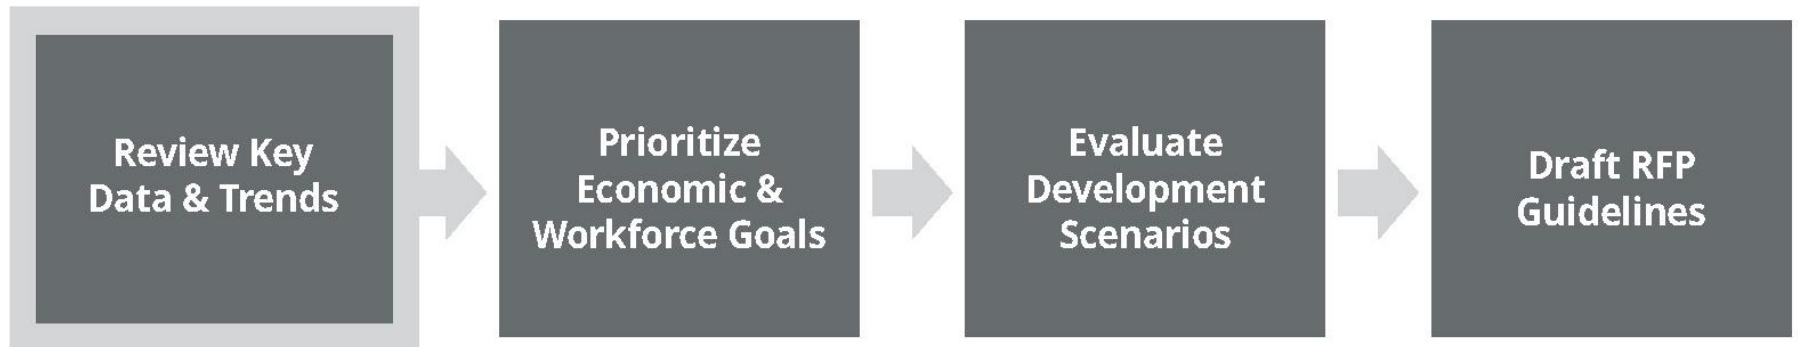 Review Key
Data & Trends
Prioritize
Economic &
Workforce Goals
Evaluate
Development
Scenarios
Draft RFP
Guidelines